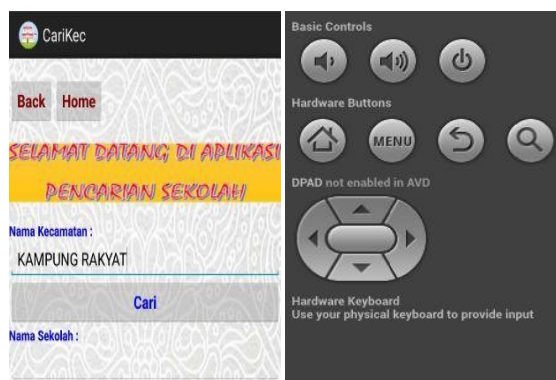 CariKec
Back Home
SELAMAT DATANG DI APLIKASI
PENCARIAN SEKOLAH
Nama Kecamatan :
KAMPUNG RAKYAT
Cari
Nama Sekolah :
Basic Controls
Hardware Buttons
MENU
DPAD not enabled in AVD
Hardware Keyboard
Use your physical keyboard to provide input